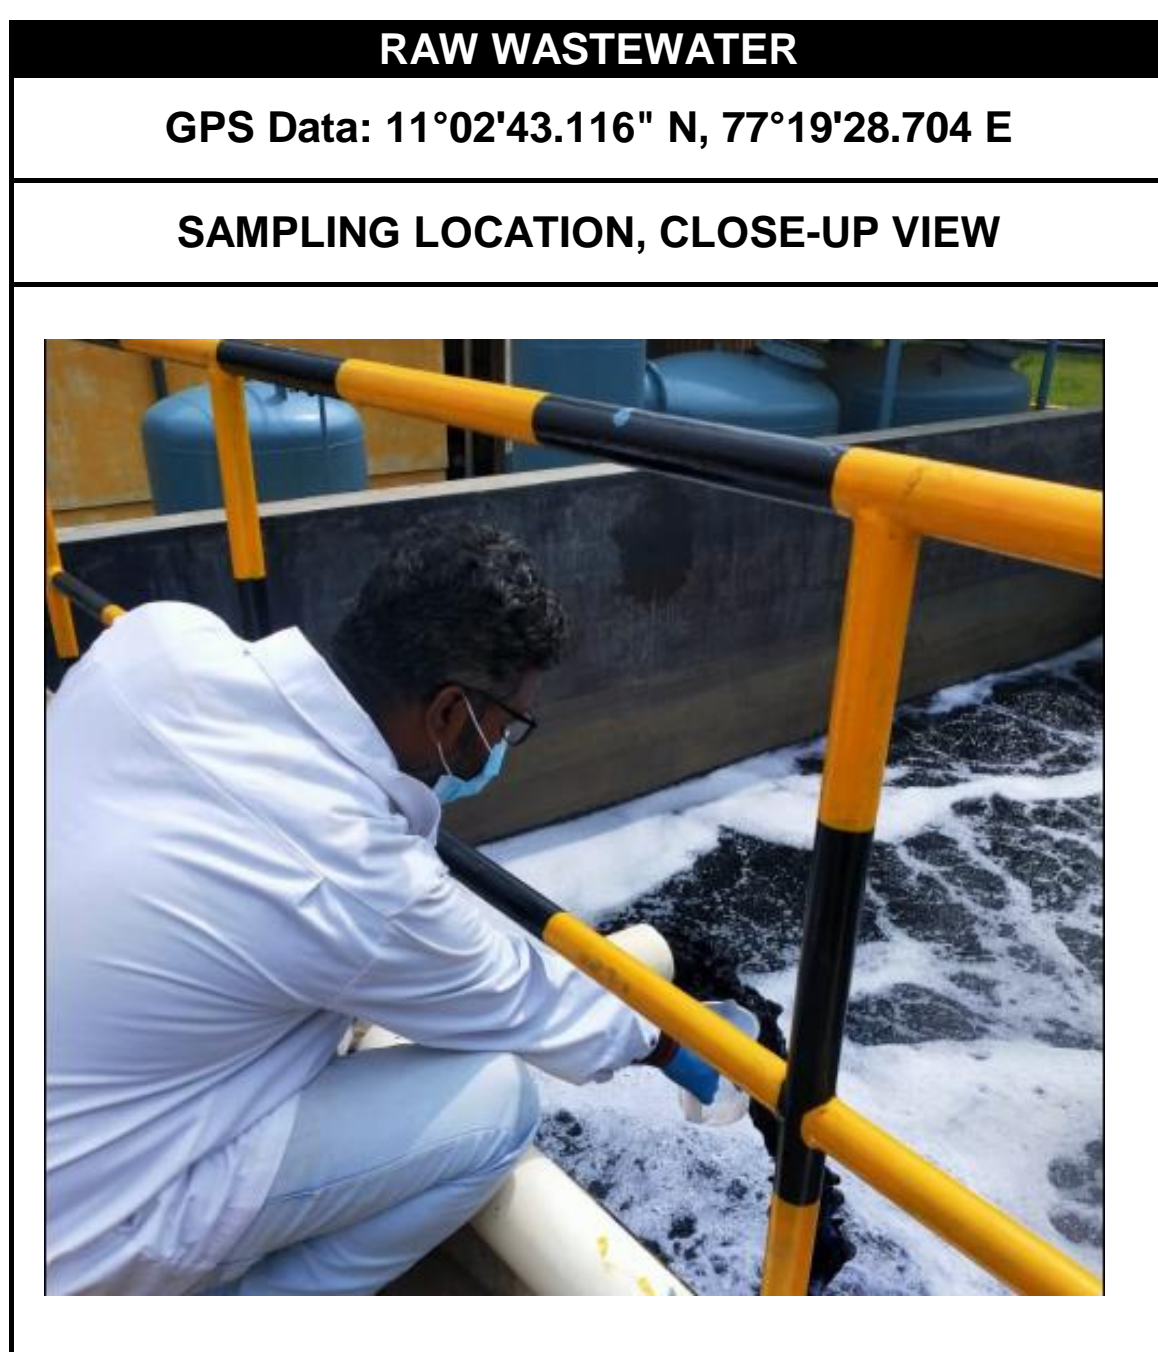 RAW WASTEWATER
GPS Data: 11°02'43.116" N, 77°19'28.704 E
SAMPLING LOCATION, CLOSE-UP VIEW